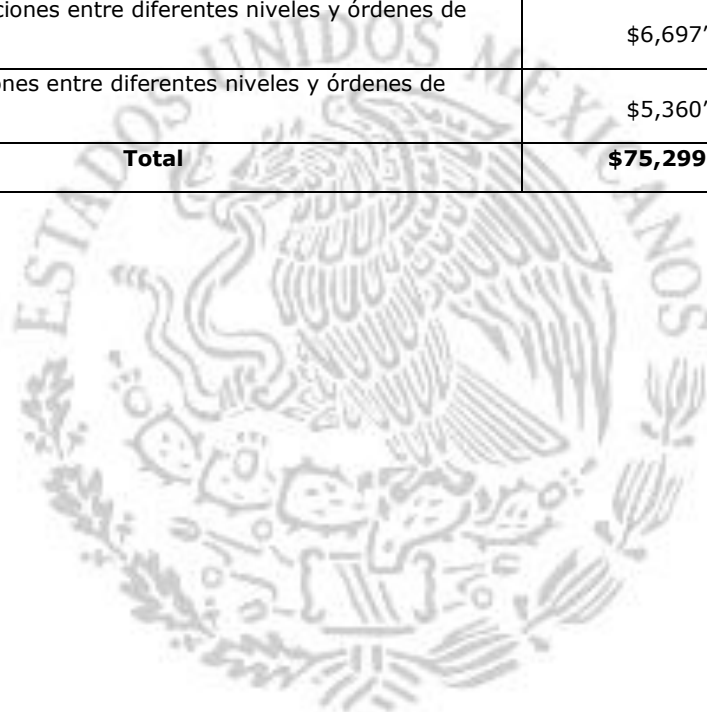 ciones entre diferentes niveles y órdenes de
$6,697’
nes entre diferentes niveles y órdenes de
$5,360’
Total $75,299
ESTADOS UNIDOS MEXICANOS